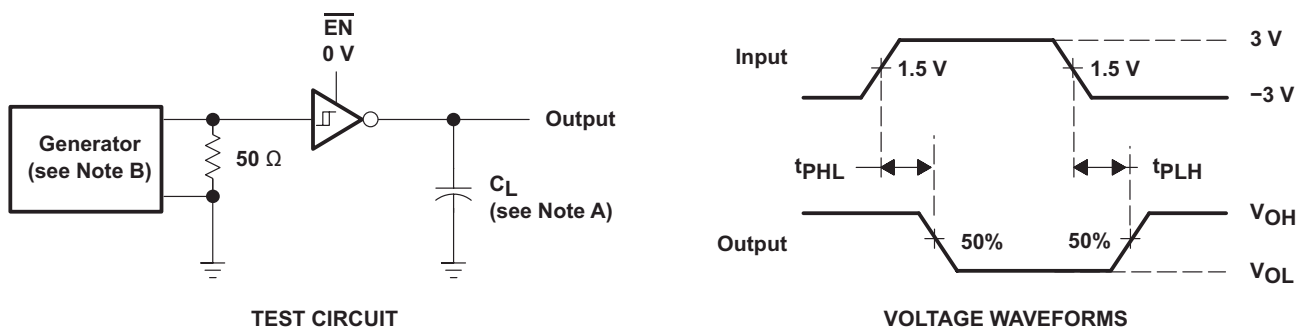 EN
0 V
Generator
(see Note B)
50 Ω
Output
CL
(see Note A)
TEST CIRCUIT
Input
1.5 V
1.5 V
3 V
−3 V
tPHL
tPLH
Output
50%
50%
VOH
VOL
VOLTAGE WAVEFORMS